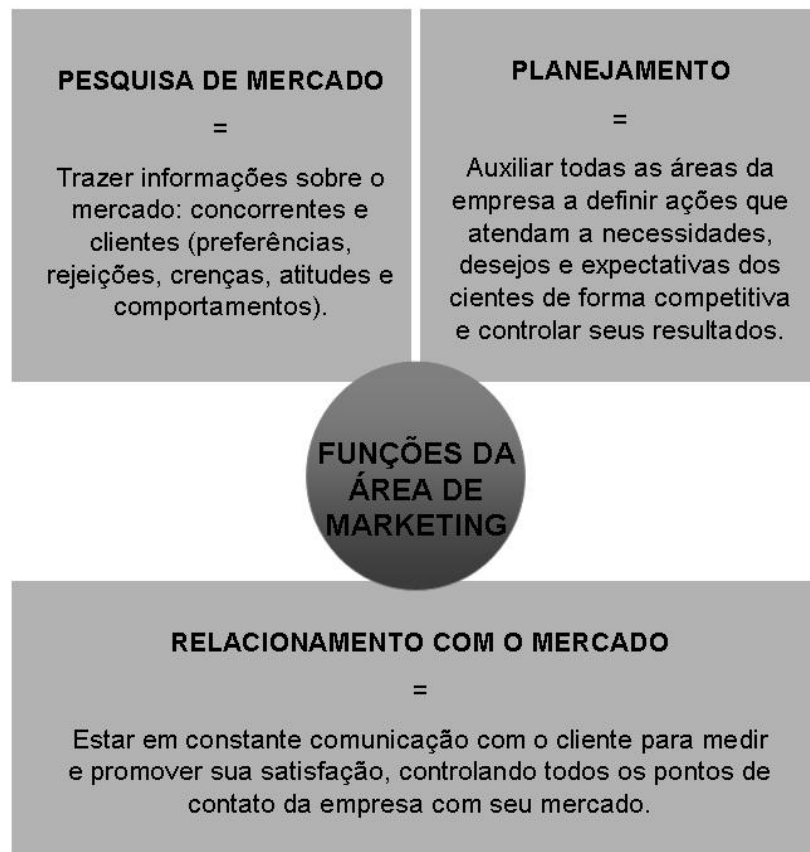 PESQUISA DE MERCADO
=
Trazer informações sobre o
mercado: concorrentes e
clientes (preferências,
rejeições, crenças, atitudes e
comportamentos).
PLANEJAMENTO
=
Auxiliar todas as áreas da
empresa a definir ações que
atendam a necessidades,
desejos e expectativas dos
cientes de forma competitiva
e controlar seus resultados.
FUNÇÕES DA
ÁREA DE
MARKETING
RELACIONAMENTO COM O MERCADO
=
Estar em constante comunicação com o cliente para medir
e promover sua satisfação, controlando todos os pontos de
contato da empresa com seu mercado.